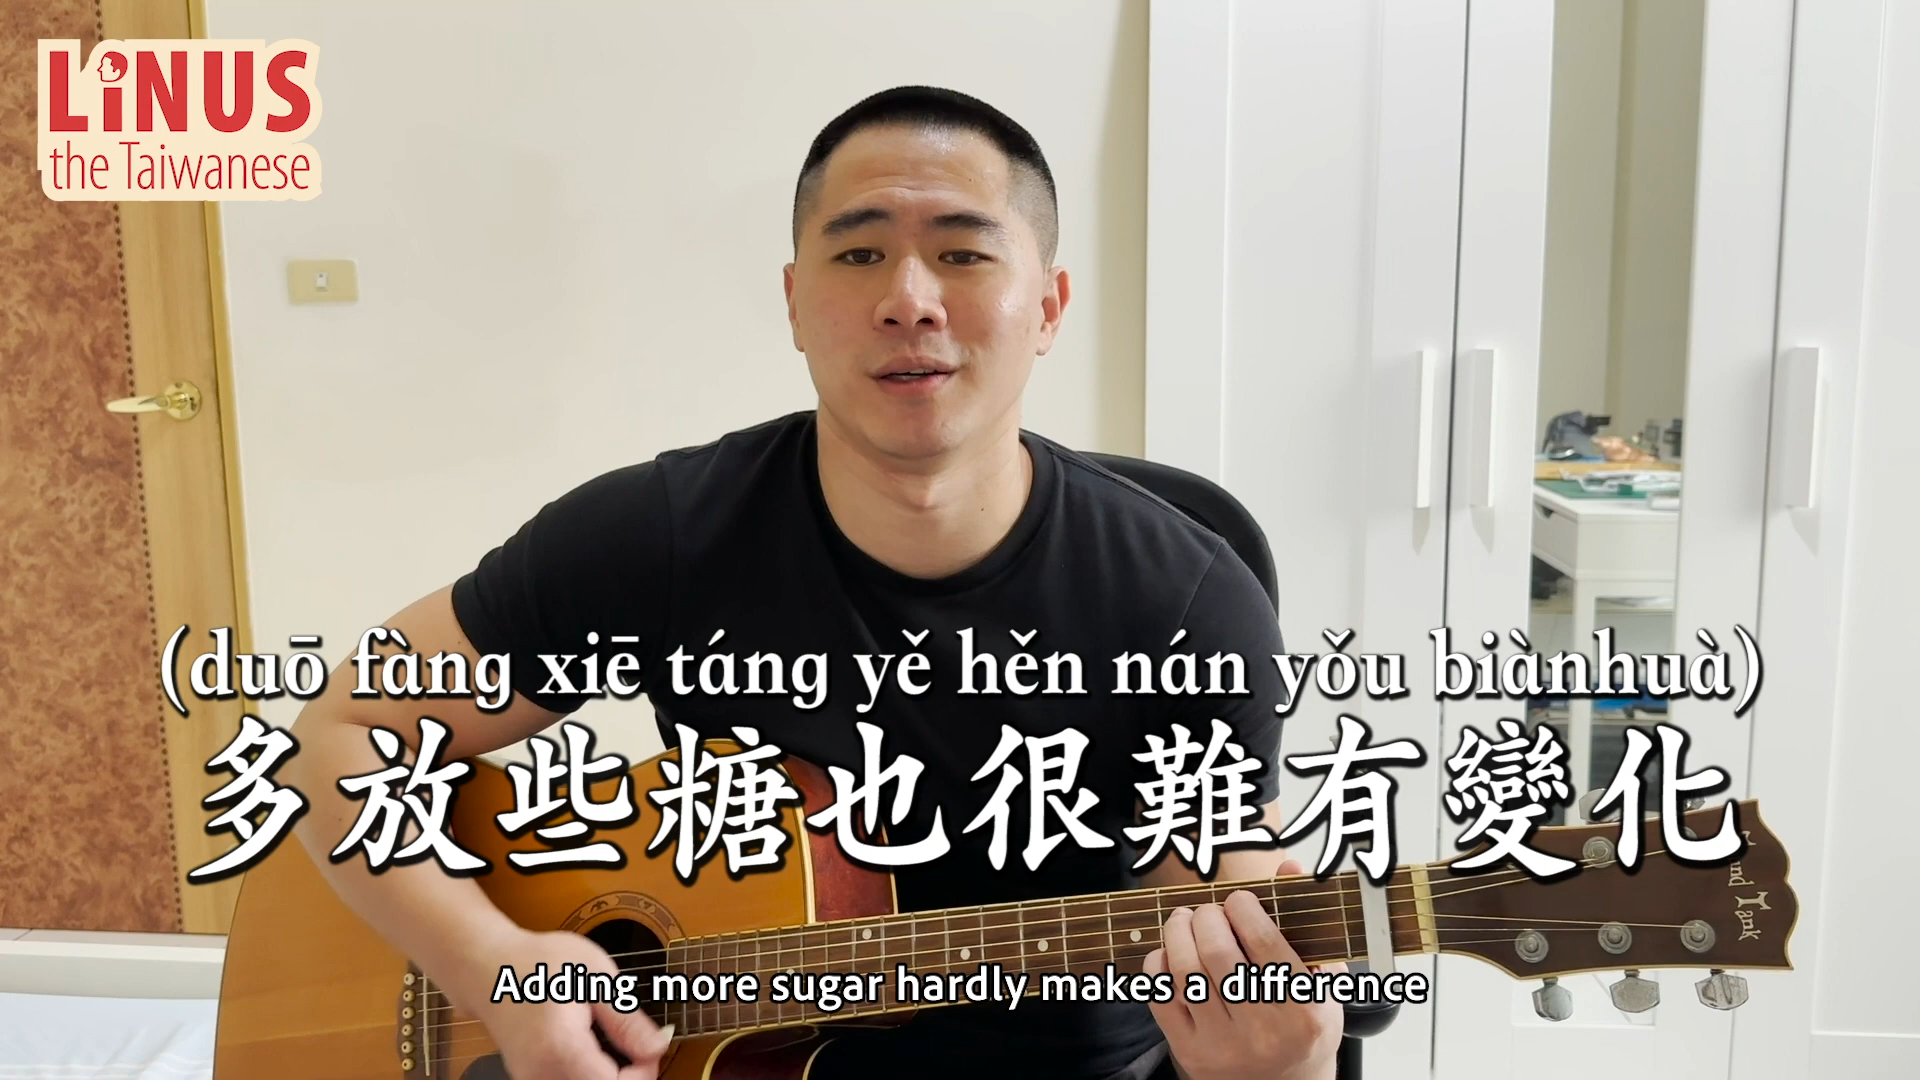 LiNUS
the Taiwanese
(duō fàng xiē táng yě hěn nán yǒu biànhuà)
多放些糖也很難有變化
Tank
Adding more sugar hardly makes a difference